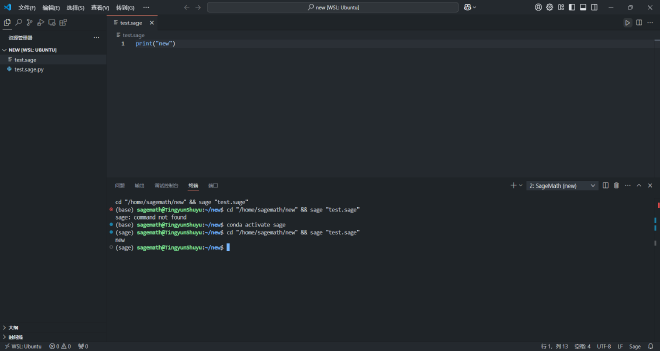 文件(F) 编辑(E) 选择(S) 查看(V) 转到(G) ···
new [WSL: Ubuntu]
资源管理器 ···
NEW [WSL: UBUNTU]
test.sage
test.sage.py
test.sage ×
test.sage
1 print("new")
问题 输出 调试控制台 终端 端口
2: SageMath (new)
cd "/home/sagemath/new" && sage "test.sage"
(base) sagemath@TingyunShuyu:~/new$ cd "/home/sagemath/new" && sage "test.sage"
sage: command not found
(base) sagemath@TingyunShuyu:~/new$ conda activate sage
(sage) sagemath@TingyunShuyu:~/new$ cd "/home/sagemath/new" && sage "test.sage"
new
(sage) sagemath@TingyunShuyu:~/new$
大纲
时间线
WSL: Ubuntu 0 0 0 行 1，列 13 空格: 4 UTF-8 LF Sage